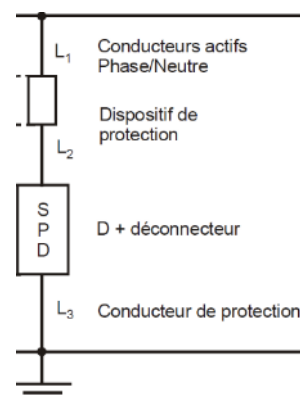 L1
Conducteurs actifs
Phase/Neutre
Dispositif de
protection
L2
S
P
D
D + déconnecteur
L3
Conducteur de protection